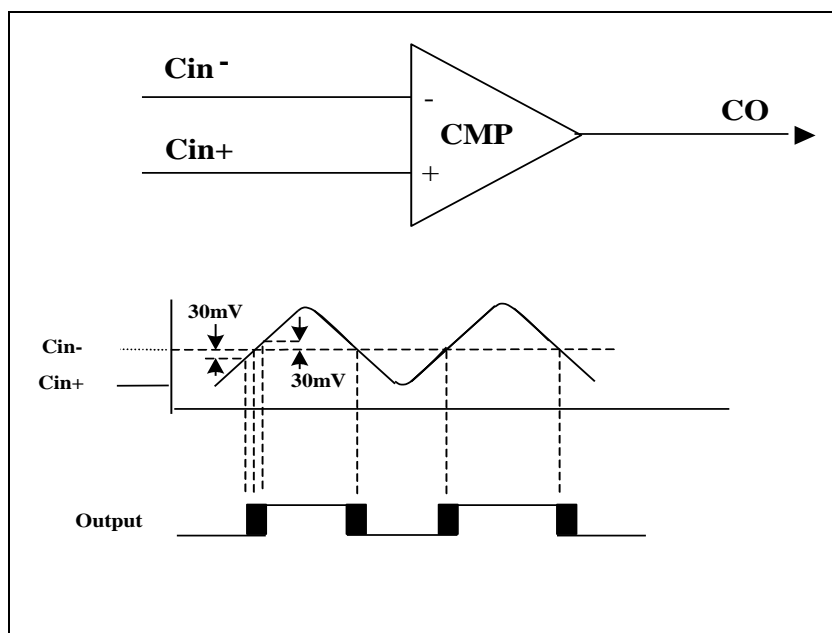 Cin -
CO
-
CMP
Cin+
+
30mV
Cin-
30mV
Cin+
Output